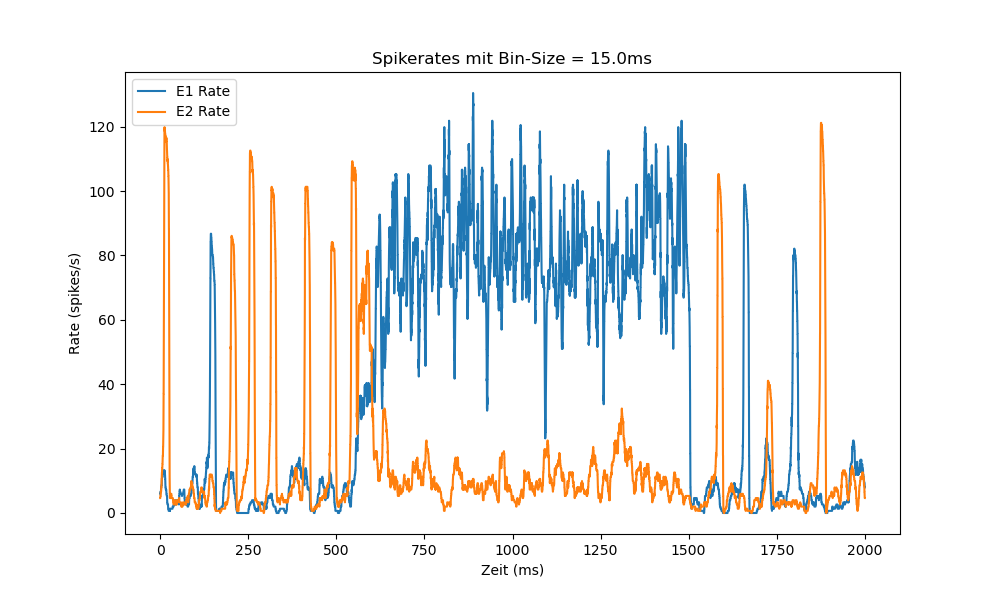 Spikerates mit Bin-Size = 15.0ms
E1 Rate
E2 Rate
Rate (spikes/s)
120
100
80
60
40
20
0
0 250 500 750 1000 1250 1500 1750 2000
Zeit (ms)